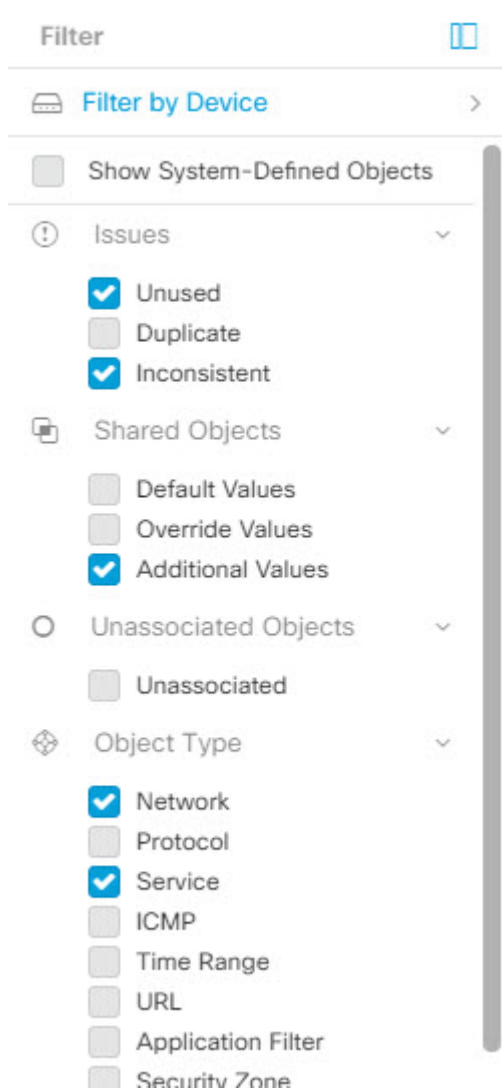 Filter
Filter by Device
Show System-Defined Objects
Issues
Unused
Duplicate
Inconsistent
Shared Objects
Default Values
Override Values
Additional Values
Unassociated Objects
Unassociated
Object Type
Network
Protocol
Service
ICMP
Time Range
URL
Application Filter
Security Zone